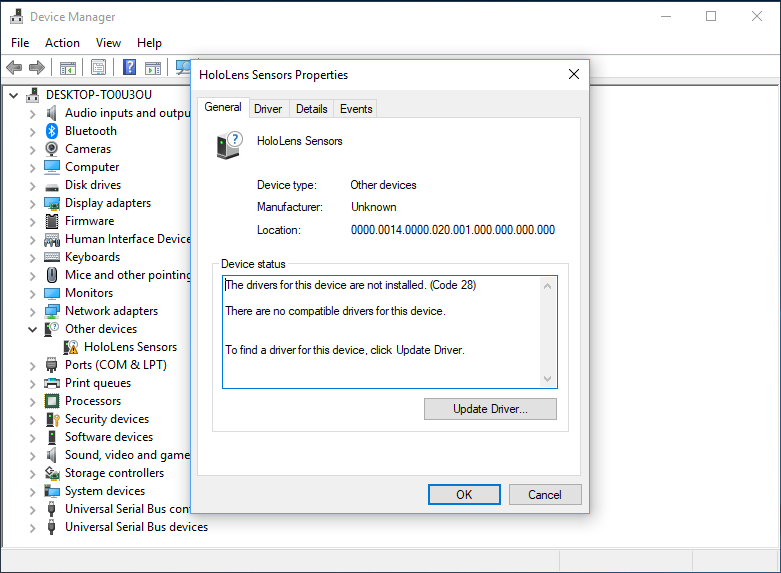 Device Manager
File Action View Help
DESKTOP-TO0U3OU
Audio inputs and outpu
Bluetooth
Cameras
Computer
Disk drives
Display adapters
Firmware
Human Interface Device
Keyboards
Mice and other pointing
Monitors
Network adapters
Other devices
HoloLens Sensors
Ports (COM & LPT)
Print queues
Processors
Security devices
Software devices
Sound, video and game
Storage controllers
System devices
Universal Serial Bus cont
Universal Serial Bus devices
HoloLens Sensors Properties
General Driver Details Events
HoloLens Sensors
Device type: Other devices
Manufacturer: Unknown
Location: 0000.0014.0000.020.001.000.000.000.000
Device status
The drivers for this device are not installed. (Code 28)
There are no compatible drivers for this device.
To find a driver for this device, click Update Driver.
Update Driver...
OK Cancel